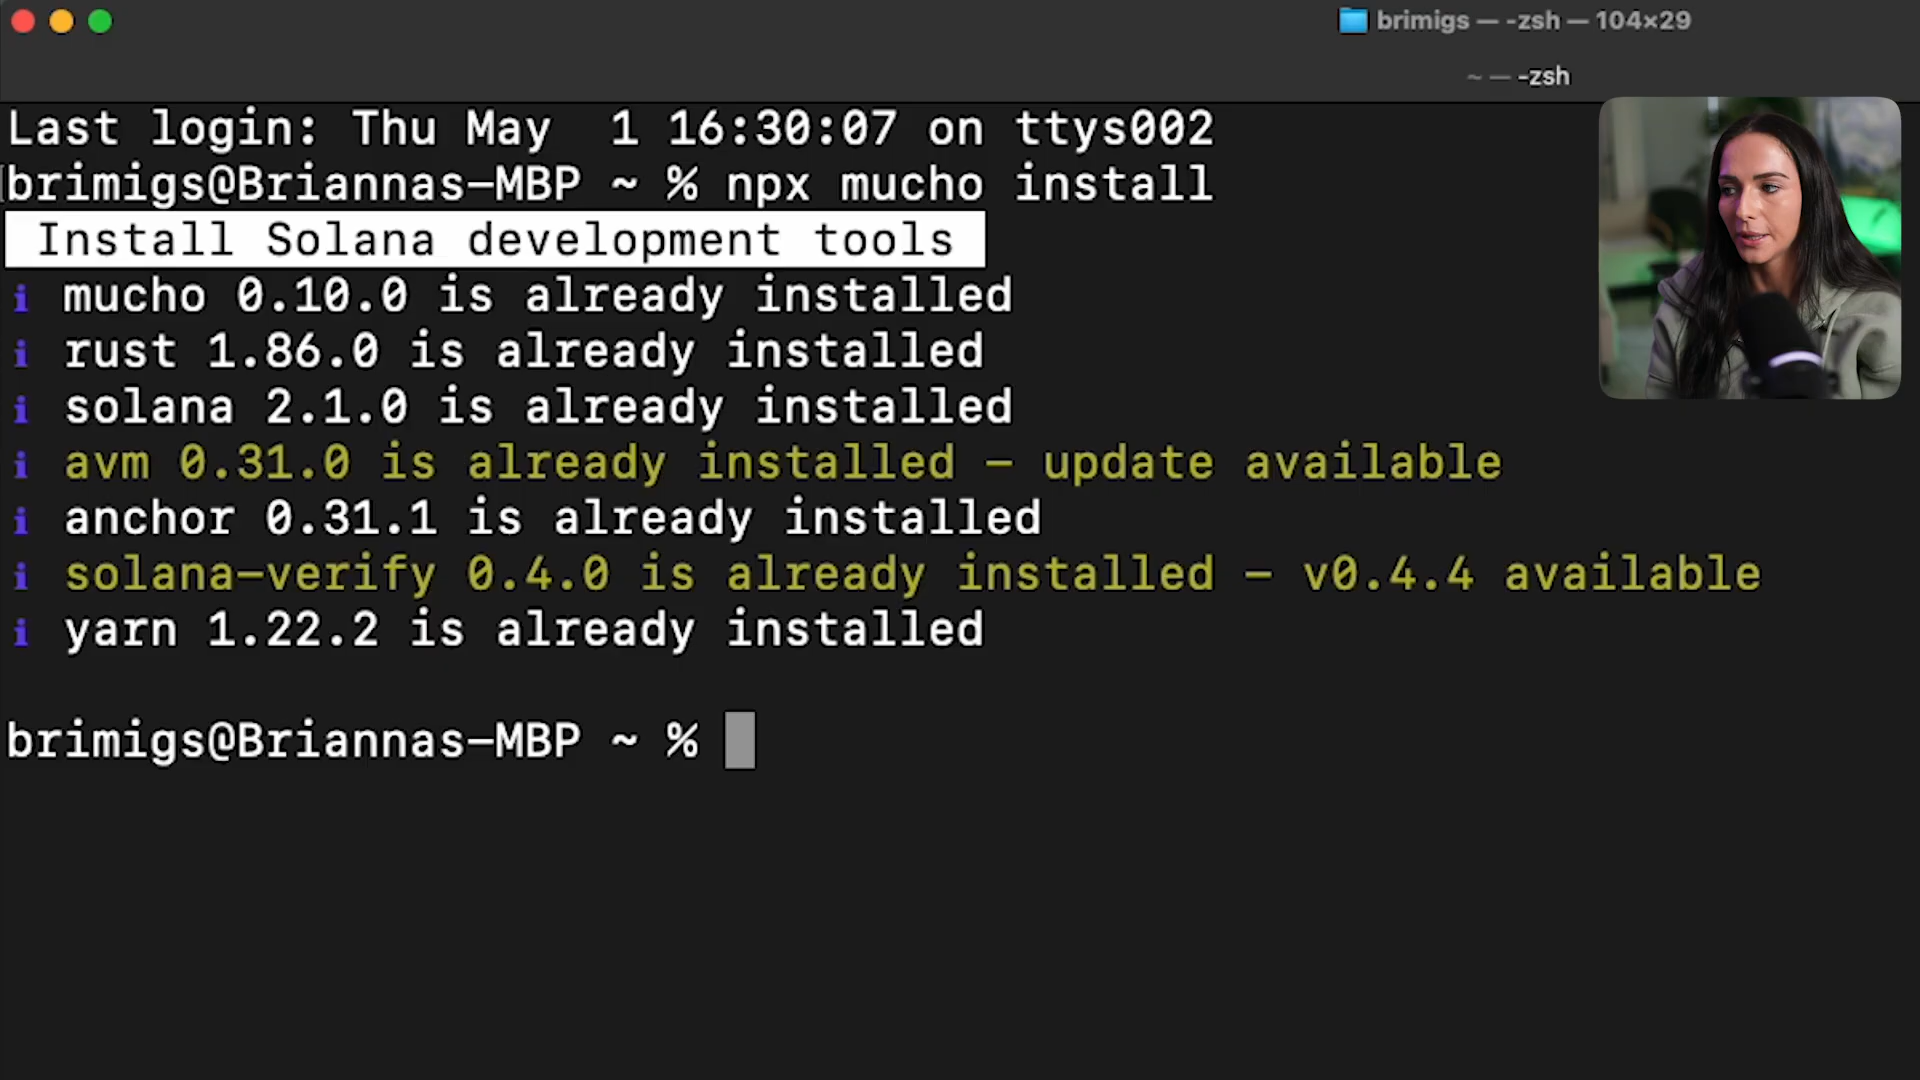 brimigs — -zsh — 104×29
~ — -zsh
Last login: Thu May  1 16:30:07 on ttys002
brimigs@Briannas-MBP ~ % npx mucho install
Install Solana development tools
i mucho 0.10.0 is already installed
i rust 1.86.0 is already installed
i solana 2.1.0 is already installed
i avm 0.31.0 is already installed - update available
i anchor 0.31.1 is already installed
i solana-verify 0.4.0 is already installed - v0.4.4 available
i yarn 1.22.2 is already installed
brimigs@Briannas-MBP ~ %